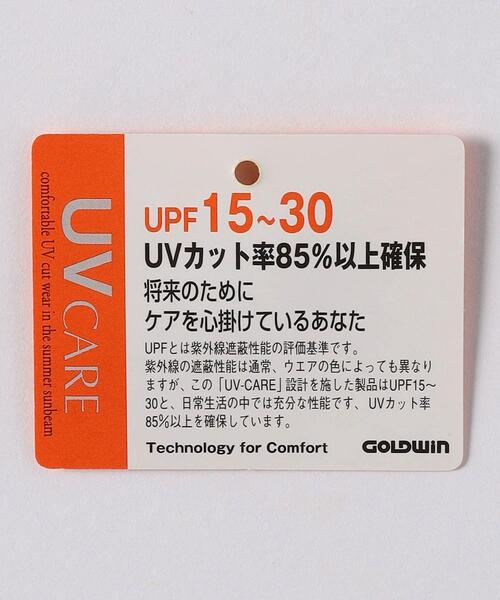 UV CARE
comfortable UV cut wear in the summer sunbeam
UPF 15~30
UVカット率85%以上確保
将来のために
ケアを心掛けているあなた
UPFとは紫外線遮蔽性能の評価基準です。
紫外線の遮蔽性能は通常、ウエアの色によっても異なり
ますが、この「UV-CARE」設計を施した製品はUPF15~
30と、日常生活の中では充分な性能です、UVカット率
85%以上を確保しています。
Technology for Comfort
GOLDWIN